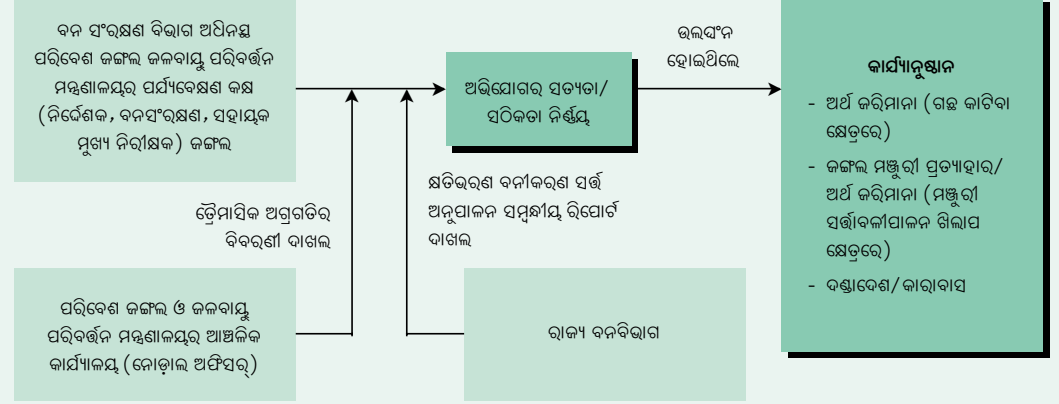 ବନ ସଂରକ୍ଷଣ ବିଭାଗ ଅଧିନସ୍ଥ
ପରିବେଶ ଜଙ୍ଗଲ ଜଳବାୟୁ ପରିବର୍ତ୍ତନ
ମନ୍ତ୍ରଣାଳୟର ପର୍ଯ୍ୟବେକ୍ଷଣ କକ୍ଷ
(ନିର୍ଦ୍ଦେଶକ, ବନସଂରକ୍ଷଣ, ସହାୟକ
ମୁଖ୍ୟ ନିରୀକ୍ଷକ) ଜଙ୍ଗଲ
ଅଭିଯୋଗର ସତ୍ୟତା/
ସଠିକତା ନିର୍ଣ୍ଣୟ
ଉଲସଂନ
ହୋଇଥିଲେ
କାର୍ଯ୍ୟାନୁଷ୍ଠାନ
- ଅର୍ଥ ଜରିମାନା (ଗଛ କାଟିବା
କ୍ଷେତ୍ରରେ)
- ଜଙ୍ଗଲ ମଞ୍ଜୁରୀ ପ୍ରତ୍ୟାହାର/
ଅର୍ଥ ଜରିମାନା (ମଞ୍ଜୁରୀ
ସର୍ତ୍ତାବଳୀପାଳନ ଖିଲାପ
କ୍ଷେତ୍ରରେ)
- ଦଣ୍ଡାଦେଶ/କାରାବାସ
ତ୍ରୈମାସିକ ଅଗ୍ରଗତିର
ବିବରଣୀ ଦାଖଲ
କ୍ଷତିଭରଣ ବନୀକରଣ ସର୍ତ୍ତ
ଅନୁପାଳନ ସମ୍ବନ୍ଧୀୟ ରିପୋର୍ଟ
ଦାଖଲ
ପରିବେଶ ଜଙ୍ଗଲ ଓ ଜଳବାୟୁ
ପରିବର୍ତ୍ତନ ମନ୍ତ୍ରଣାଳୟର ଆଞ୍ଚଳିକ
କାର୍ଯ୍ୟାଳୟ (ନୋଡ଼ାଲ ଅଫିସର୍)
ରାଜ୍ୟ ବନବିଭାଗ